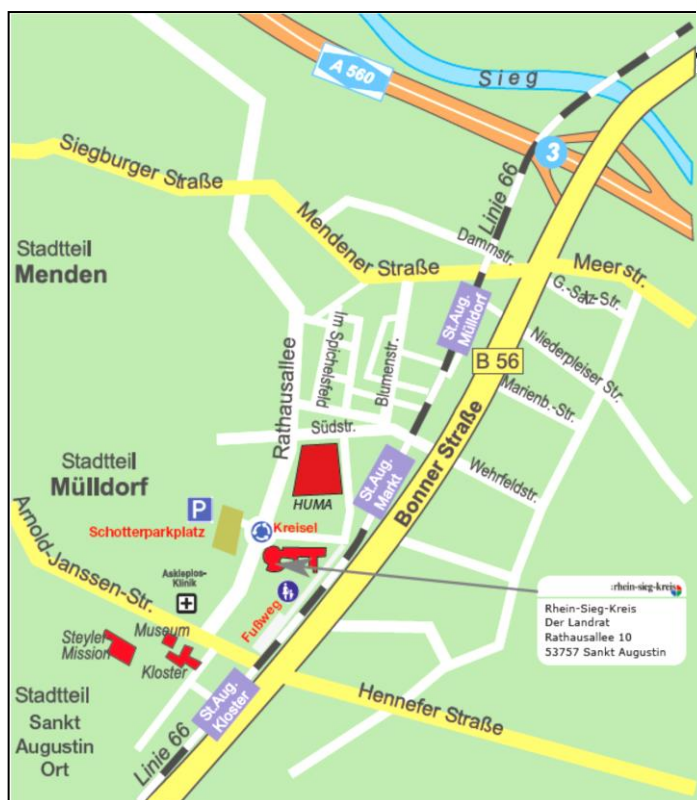 A 560
Sieg
3
Siegburger Straße
Linie 66
Mendener Straße
Dammstr.
Meerstr.
Stadtteil
Menden
G.-Salz-Str.
St.Aug.
Mülldorf
Im Spichelsfeld
Blumenstr.
Niederpleiser Str.
B 56
Rathausallee
Marienb.-Str.
Südstr.
Bonner Straße
Stadtteil
Mülldorf
St.Aug.
Markt
Wehrfeldstr.
HUMA
P
Schotterparkplatz
Kreisel
Arnold-Janssen-Str.
Asklepios-
Klinik
Fußweg
:rhein-sieg-kreis
Rhein-Sieg-Kreis
Der Landrat
Rathausallee 10
53757 Sankt Augustin
Museum
Steyler
Mission
Kloster
St.Aug.
Kloster
Hennefer Straße
Stadtteil
Sankt
Augustin
Ort
Linie 66